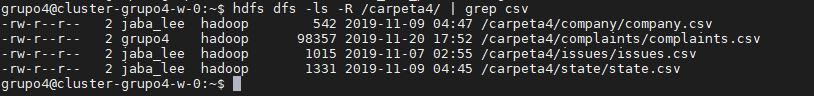 grupo4@cluster-grupo4-w-0:~$ hdfs dfs -ls -R /carpeta4/ | grep csv
-rw-r--r--   2 jaba_lee hadoop        542 2019-11-09 04:47 /carpeta4/company/company.csv
-rw-r--r--   2 grupo4   hadoop      98357 2019-11-20 17:52 /carpeta4/complaints/complaints.csv
-rw-r--r--   2 jaba_lee hadoop       1015 2019-11-07 02:55 /carpeta4/issues/issues.csv
-rw-r--r--   2 jaba_lee hadoop       1331 2019-11-09 04:45 /carpeta4/state/state.csv
grupo4@cluster-grupo4-w-0:~$